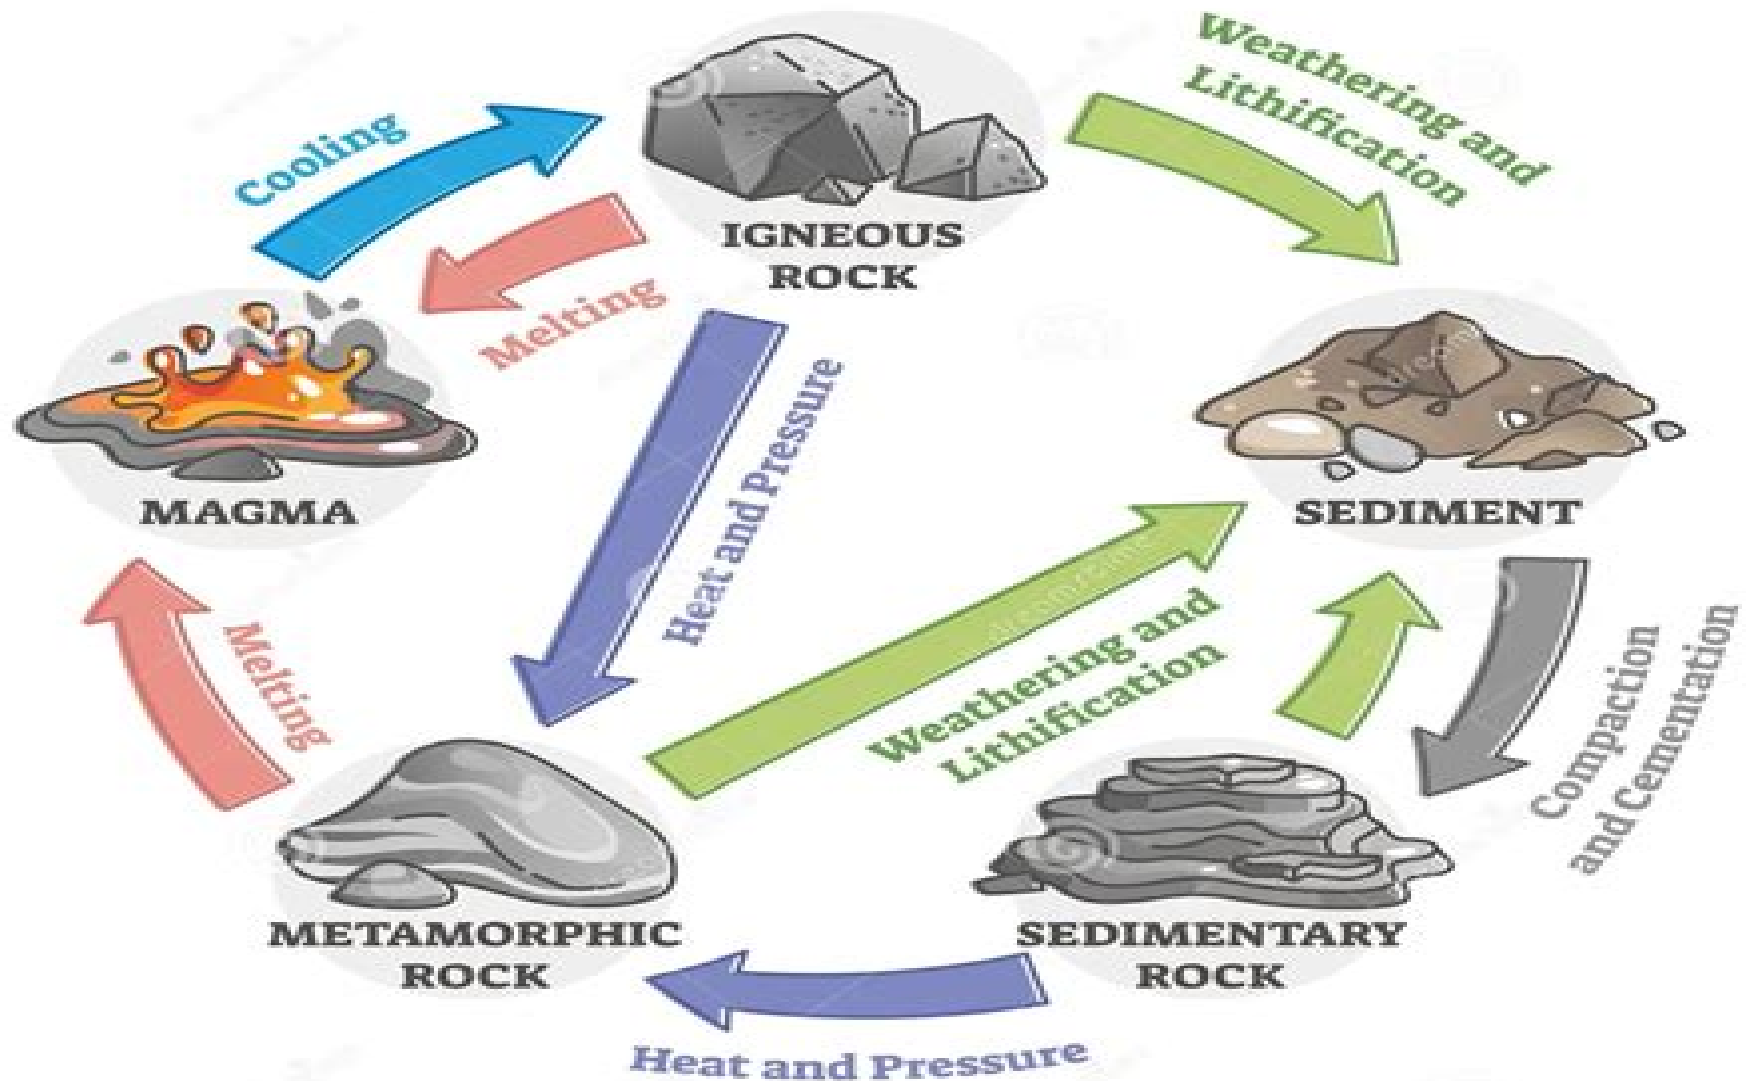 Cooling
IGNEOUS
ROCK
Weathering and
Lithification
Melting
MAGMA
Heat and Pressure
SEDIMENT
Melting
Weathering and
Lithification
Compaction
and Cementation
METAMORPHIC
ROCK
SEDIMENTARY
ROCK
Heat and Pressure